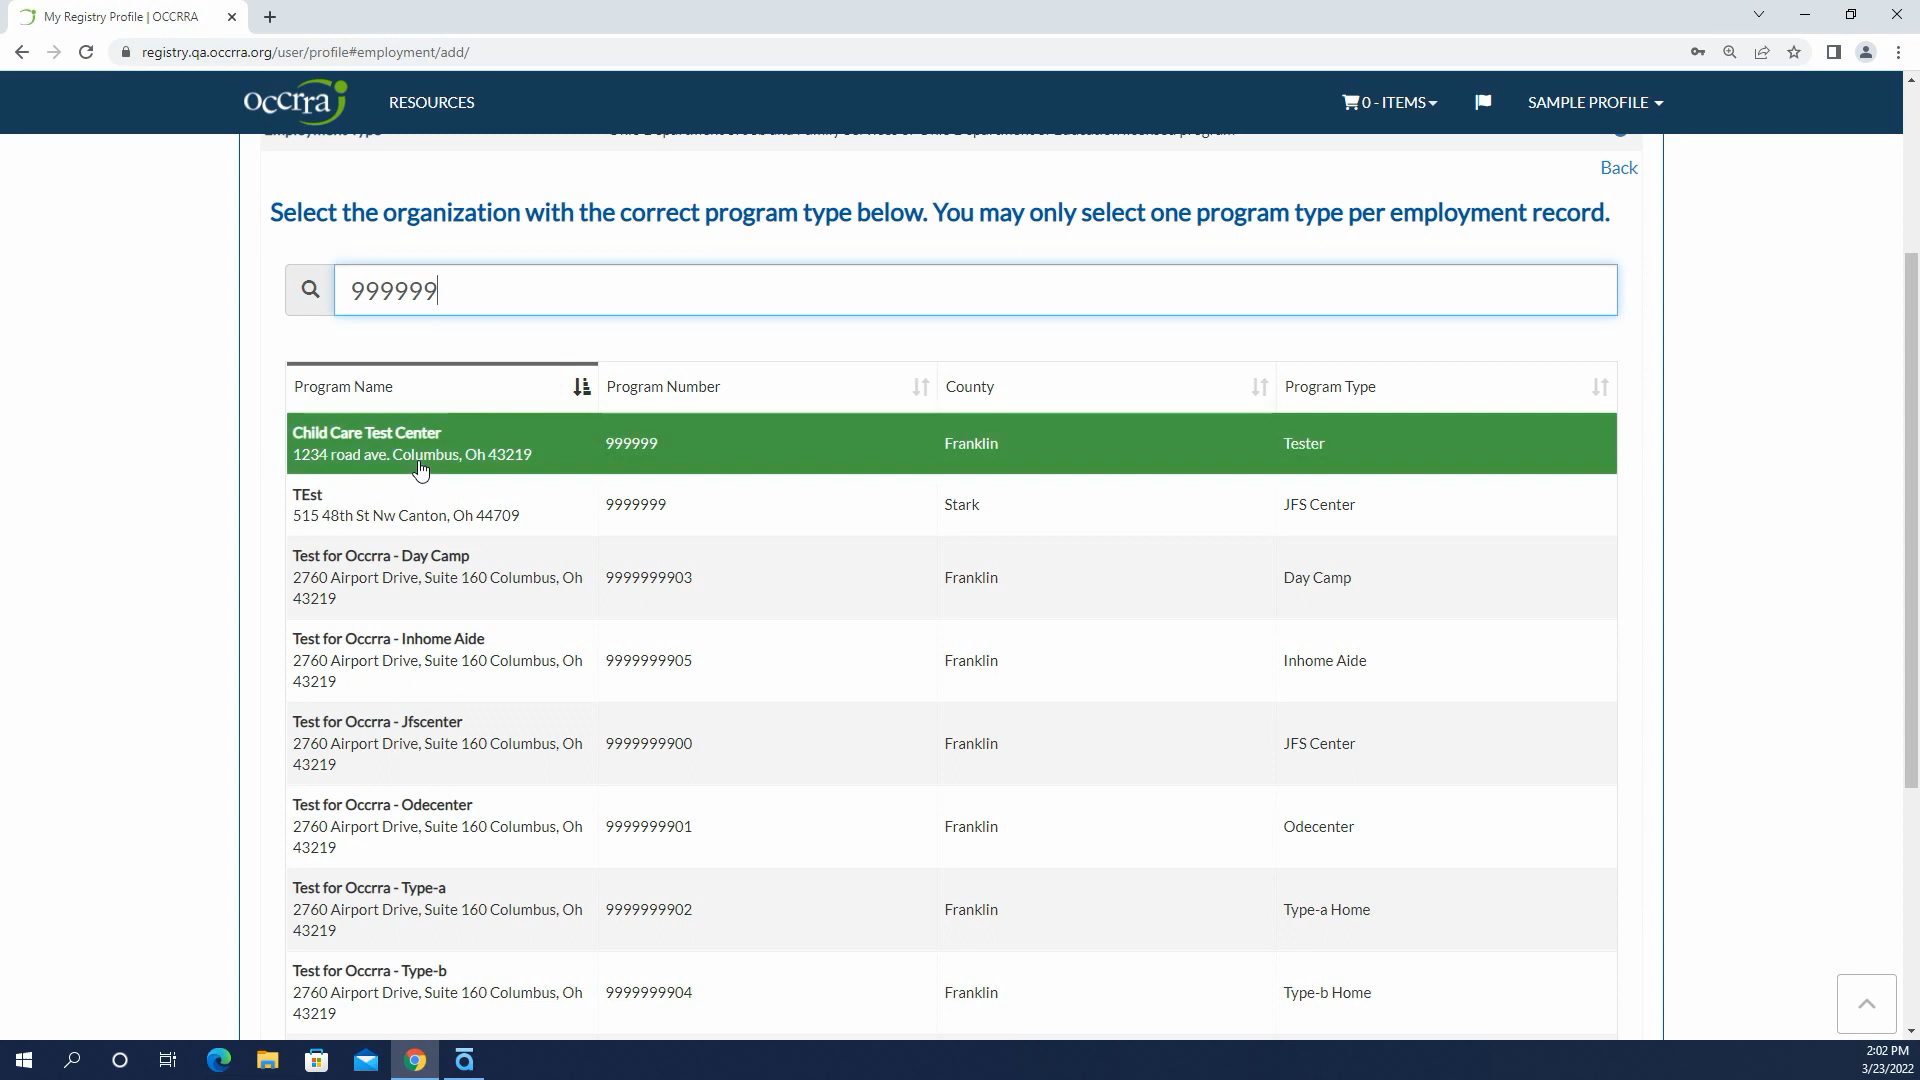 My Registry Profile | OCCRRA
registry.qa.occrra.org/user/profile#employment/add/
occrra
RESOURCES
0 - ITEMS
SAMPLE PROFILE
Back
Select the organization with the correct program type below. You may only select one program type per employment record.
999999
Program Name Program Number County Program Type
Child Care Test Center
1234 road ave. Columbus, Oh 43219
999999 Franklin Tester
TEst
515 48th St Nw Canton, Oh 44709
9999999 Stark JFS Center
Test for Occrra - Day Camp
2760 Airport Drive, Suite 160 Columbus, Oh
43219
9999999903 Franklin Day Camp
Test for Occrra - Inhome Aide
2760 Airport Drive, Suite 160 Columbus, Oh
43219
9999999905 Franklin Inhome Aide
Test for Occrra - Jfscenter
2760 Airport Drive, Suite 160 Columbus, Oh
43219
9999999900 Franklin JFS Center
Test for Occrra - Odecenter
2760 Airport Drive, Suite 160 Columbus, Oh
43219
9999999901 Franklin Odecenter
Test for Occrra - Type-a
2760 Airport Drive, Suite 160 Columbus, Oh
43219
9999999902 Franklin Type-a Home
Test for Occrra - Type-b
2760 Airport Drive, Suite 160 Columbus, Oh
43219
9999999904 Franklin Type-b Home
2:02 PM
3/23/2022